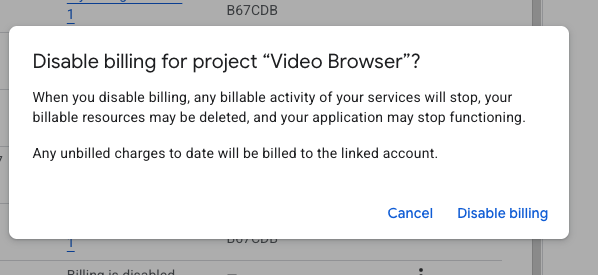 1
B67CDB
Disable billing for project “Video Browser”?
When you disable billing, any billable activity of your services will stop, your
billable resources may be deleted, and your application may stop functioning.
Any unbilled charges to date will be billed to the linked account.
Cancel Disable billing
1
B67CDB
Billing is disabled